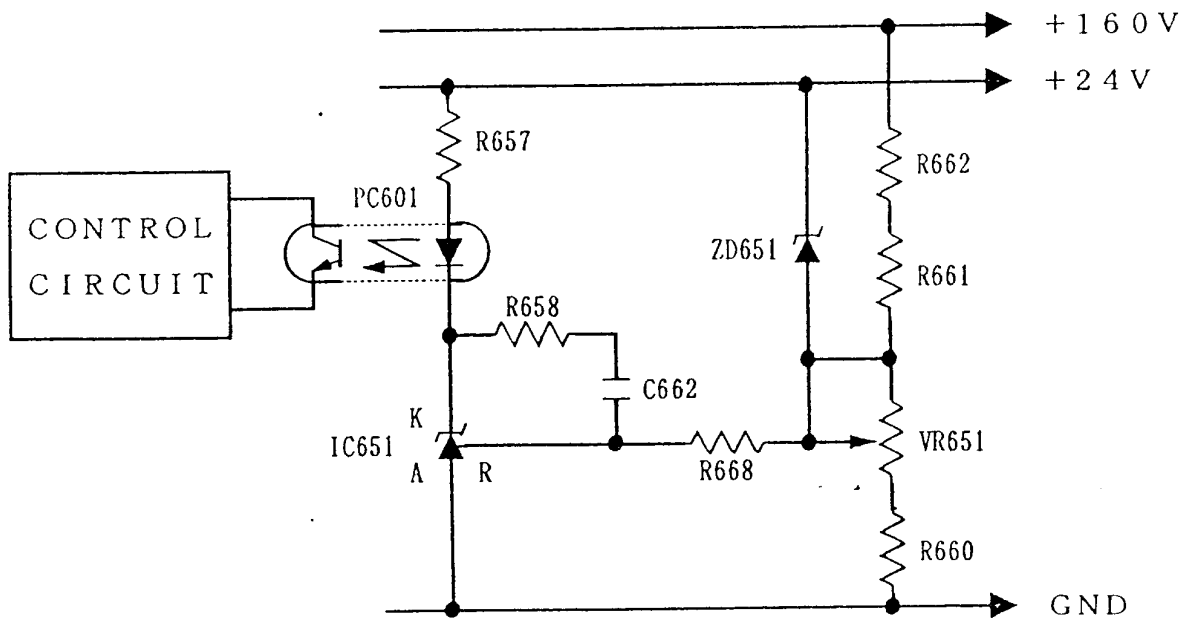 +160V
+24V
R657
R662
PC601
CONTROL
CIRCUIT
ZD651
R661
R658
C662
K
IC651
A
R
R668
VR651
R660
GND